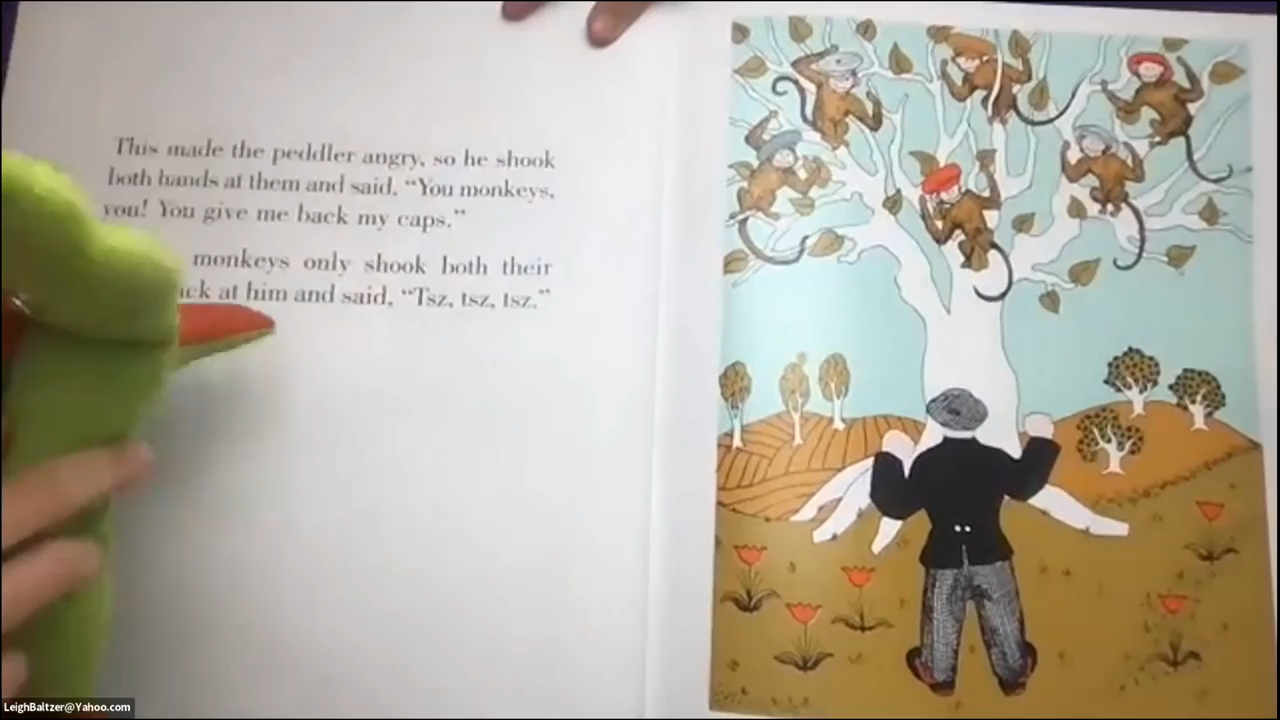 This made the peddler angry, so he shook
both hands at them and said, "You monkeys,
you! You give me back my caps."
monkeys only shook both their
back at him and said, "Tsz, tsz, tsz."
LeighBaltzer@Yahoo.com